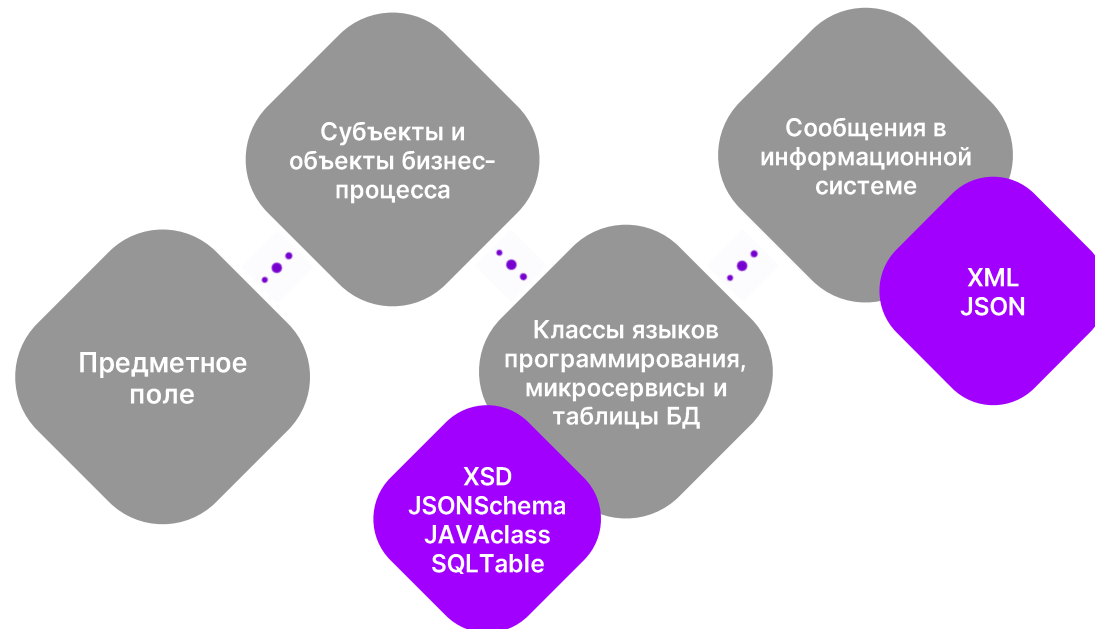 Предметное
поле
Субъекты и
объекты бизнес-
процесса
Классы языков
программирования,
микросервисы и
таблицы БД
XSD
JSONSchema
JAVAclass
SQLTable
Сообщения в
информационной
системе
XML
JSON